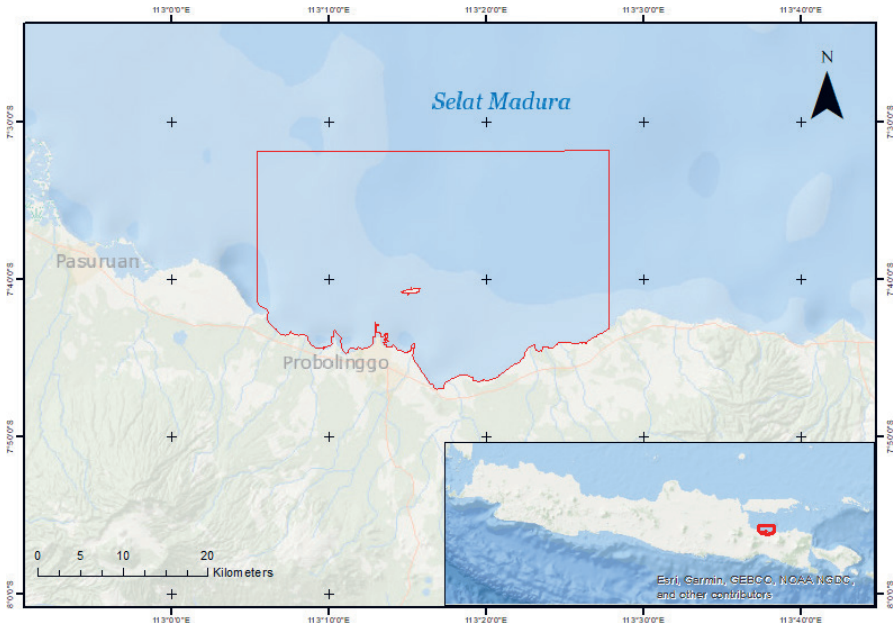 113°0'0"E 113°10'0"E 113°20'0"E 113°30'0"E 113°40'0"E
N
Selat Madura
7°30'0"S 7°30'0"S
Pasuruan
7°40'0"S 7°40'0"S
Probolinggo
7°50'0"S 7°50'0"S
0 5 10 20
Kilometers
Esri, Garmin, GEBCO, NOAA NGDC,
and other contributors
8°0'0"S 8°0'0"S
113°0'0"E 113°10'0"E 113°20'0"E 113°30'0"E 113°40'0"E